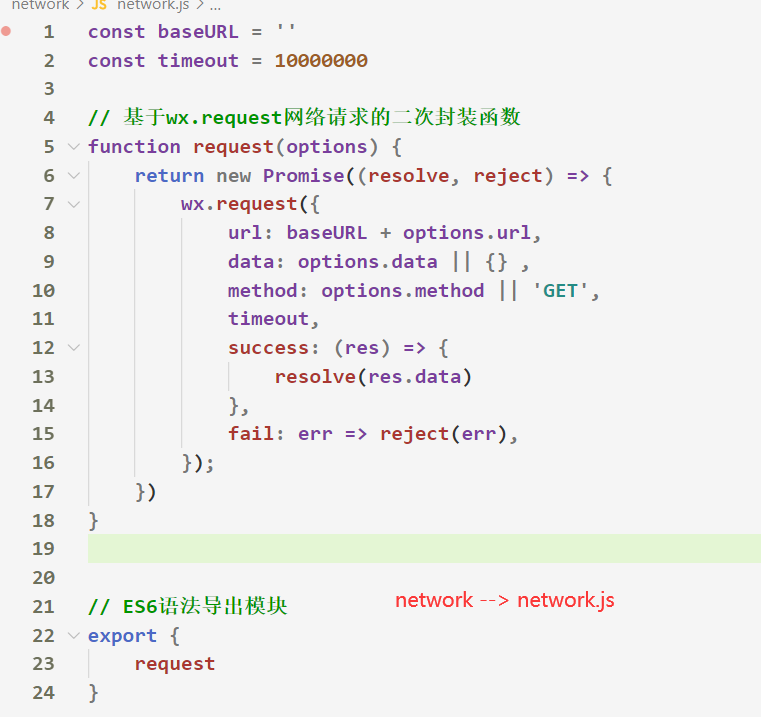 network > JS network.js > ...
1 const baseURL = ''
2 const timeout = 10000000
3
4 // 基于wx.request网络请求的二次封装函数
5 function request(options) {
6     return new Promise((resolve, reject) => {
7         wx.request({
8             url: baseURL + options.url,
9             data: options.data || {} ,
10             method: options.method || 'GET',
11             timeout,
12             success: (res) => {
13                 resolve(res.data)
14             },
15             fail: err => reject(err),
16         });
17     })
18 }
19
20
21 // ES6语法导出模块 network --> network.js
22 export {
23     request
24 }